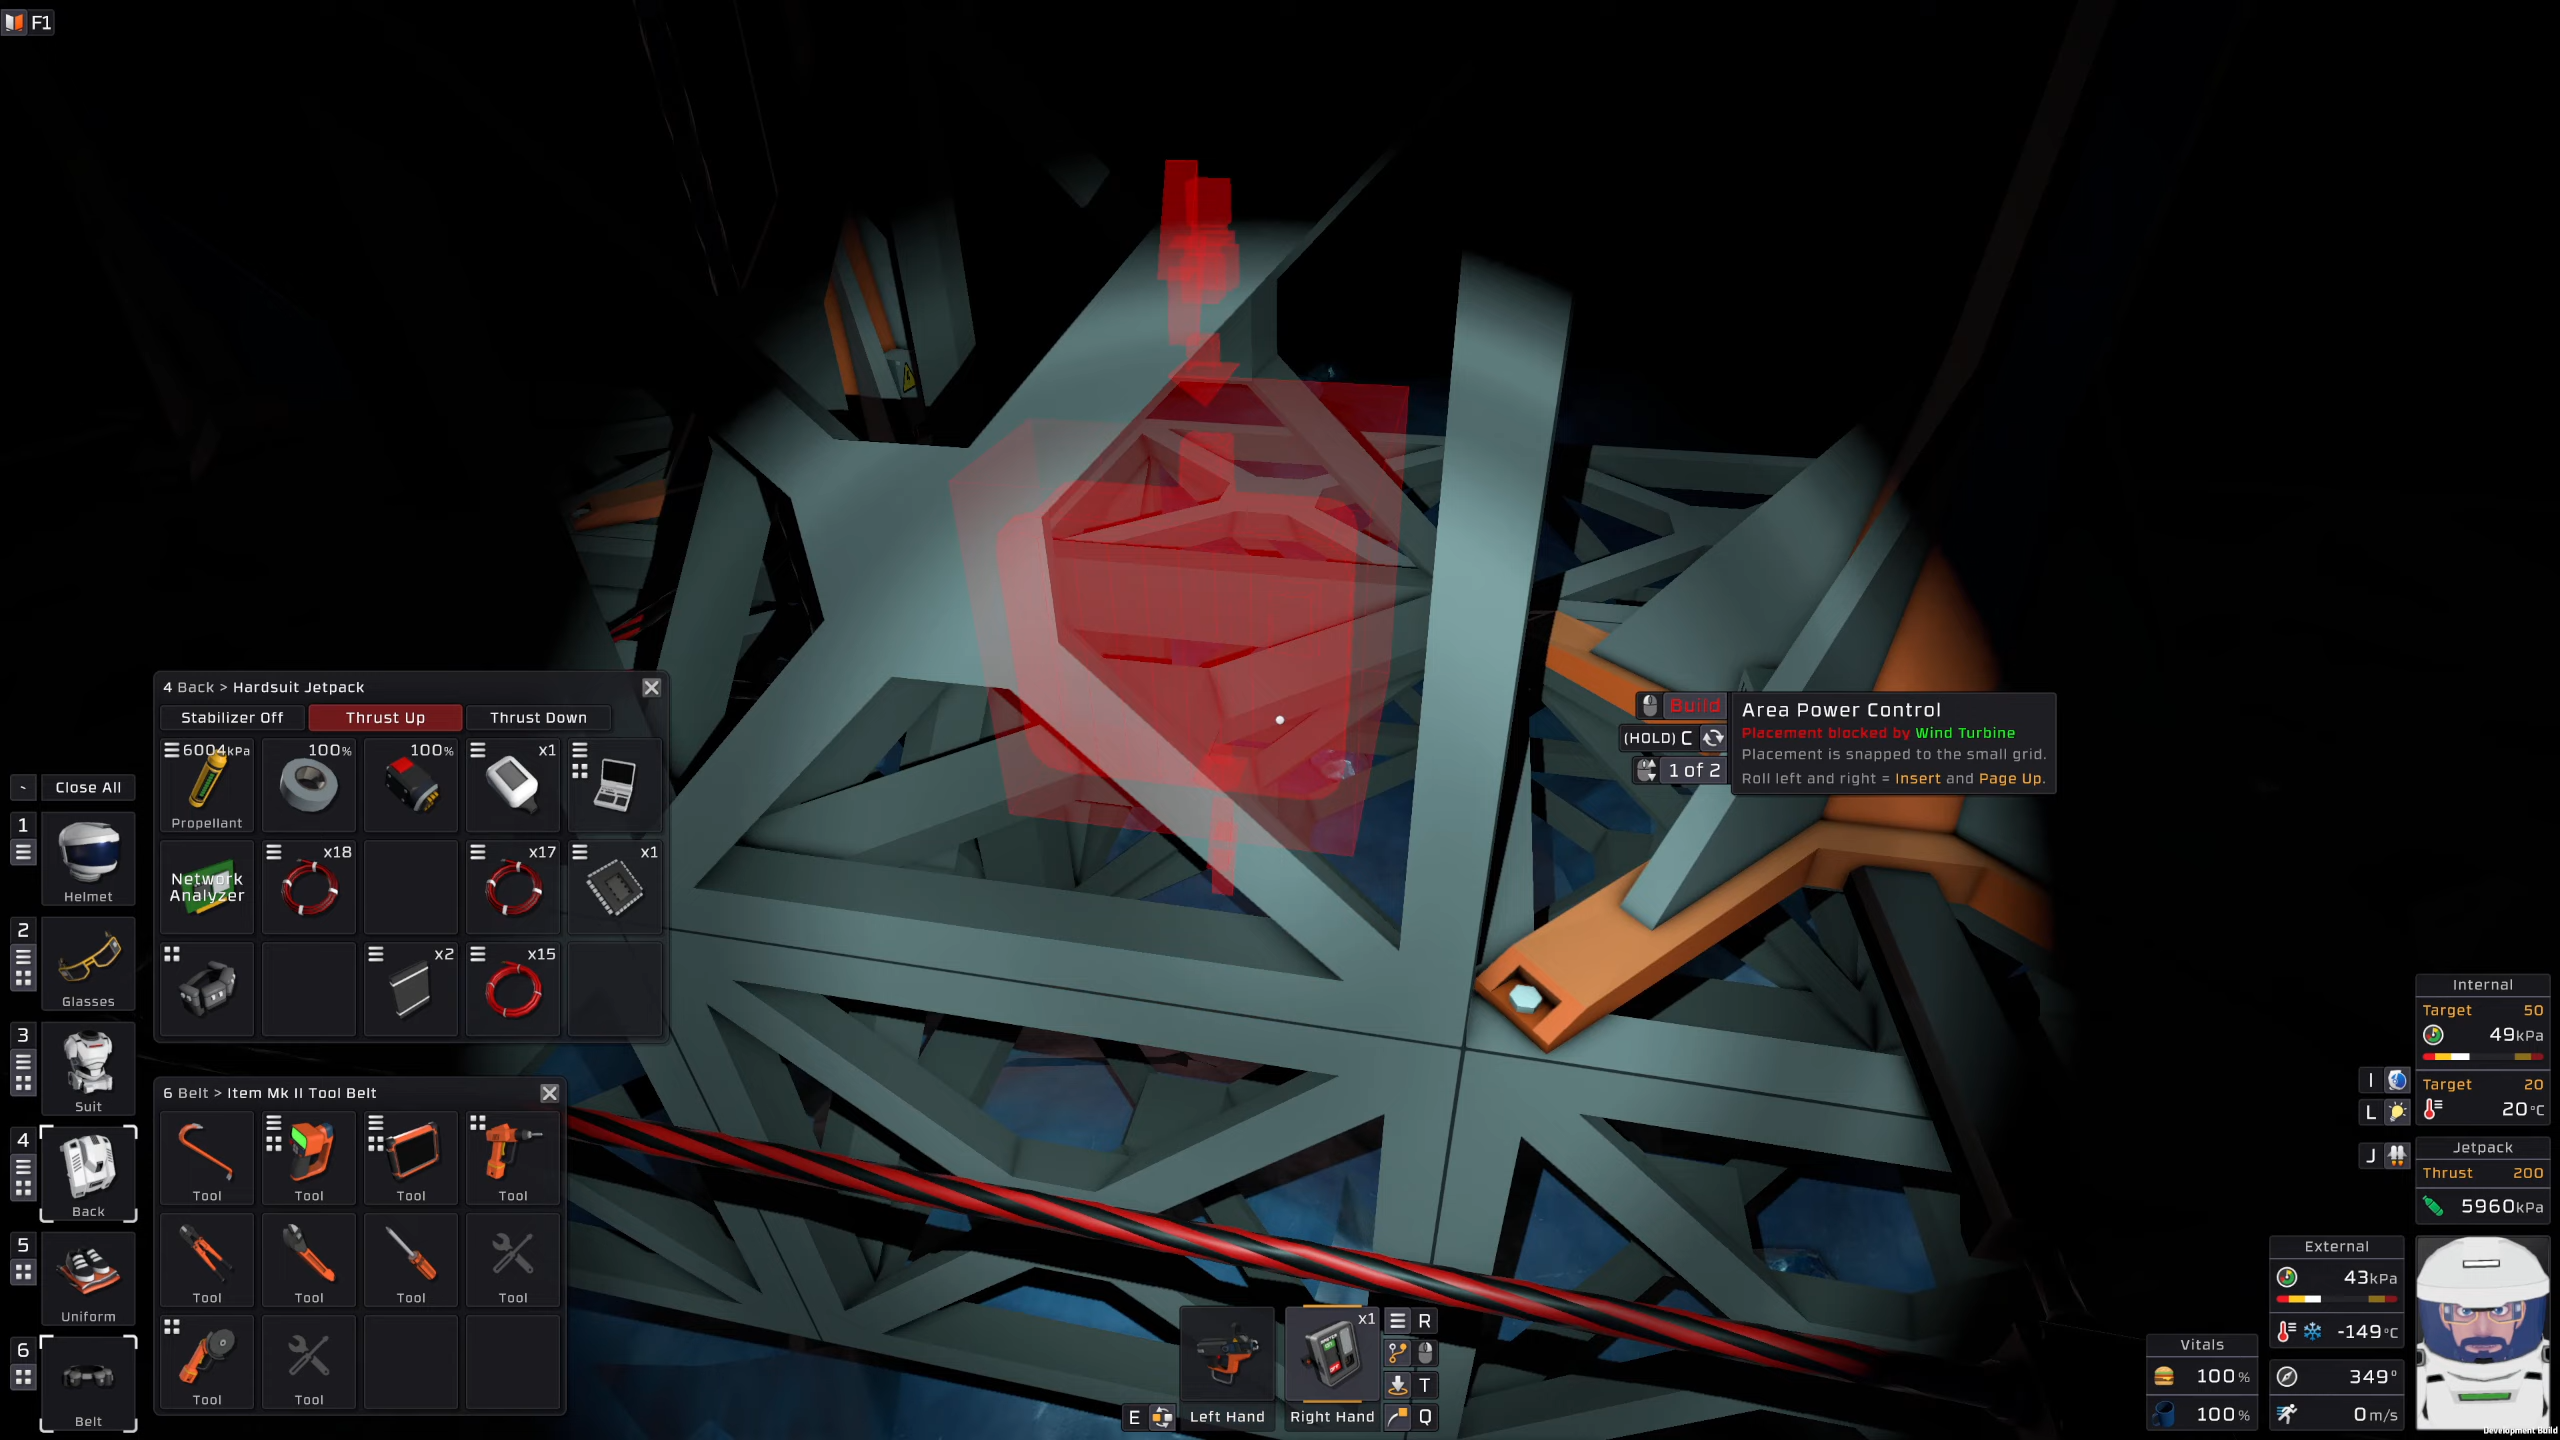 F1
4 Back > Hardsuit Jetpack
Stabilizer Off
Thrust Up
Thrust Down
6004kPa
100%
100%
x1
Propellant
Network
Analyzer
x18
x17
x1
x2
x15
~ Close All
1
Helmet
2
Glasses
3
Suit
4
Back
5
Uniform
6
Belt
6 Belt > Item Mk II Tool Belt
Tool
Tool
Tool
Tool
Tool
Tool
Tool
Tool
Tool
Tool
Build
(HOLD) C
1 of 2
Area Power Control
Placement blocked by Wind Turbine
Placement is snapped to the small grid.
Roll left and right = Insert and Page Up.
x1
R
T
E
Left Hand
Right Hand
Q
Internal
Target 50
49kPa
I
Target 20
L
20°C
J
Jetpack
Thrust 200
5960kPa
External
43kPa
-149°C
349°
0m/s
Vitals
100%
100%
Development Build